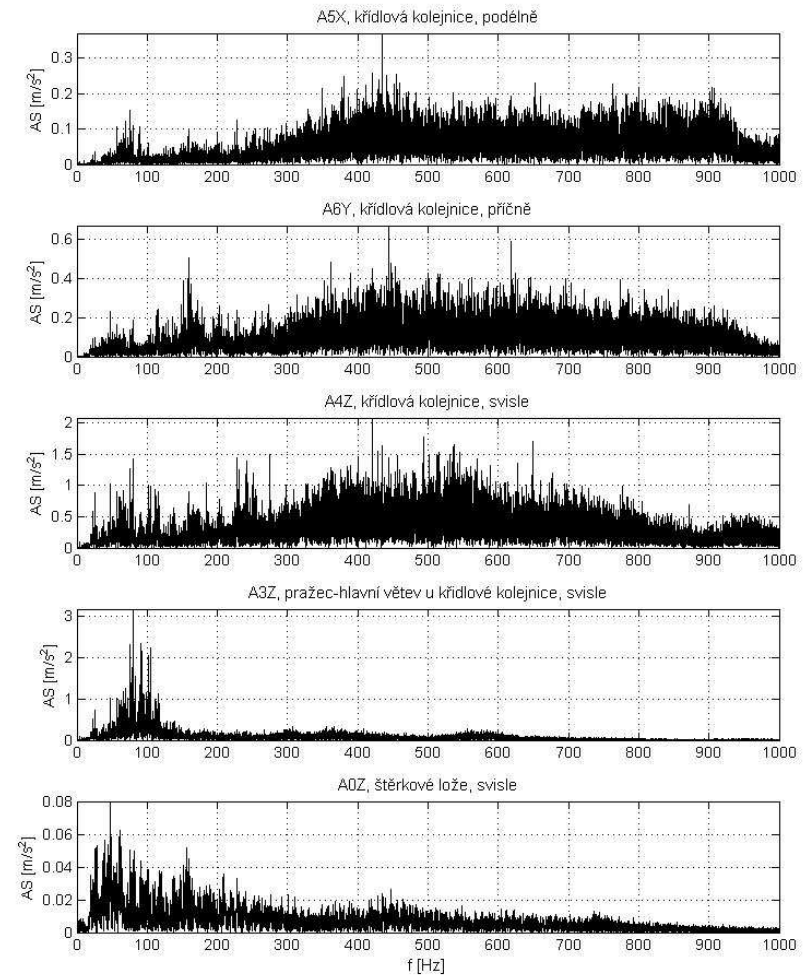 A5X, křídlová kolejnice, podélně
AS [m/s²]
0.3
0.2
0.1
0
0 100 200 300 400 500 600 700 800 900 1000
A6Y, křídlová kolejnice, příčně
AS [m/s²]
0.6
0.4
0.2
0
0 100 200 300 400 500 600 700 800 900 1000
A4Z, křídlová kolejnice, svisle
AS [m/s²]
2
1.5
1
0.5
0
0 100 200 300 400 500 600 700 800 900 1000
A3Z, pražec-hlavní větev u křídlové kolejnice, svisle
AS [m/s²]
3
2
1
0
0 100 200 300 400 500 600 700 800 900 1000
A0Z, štěrkové lože, svisle
AS [m/s²]
0.08
0.06
0.04
0.02
0
0 100 200 300 400 500 600 700 800 900 1000
f [Hz]